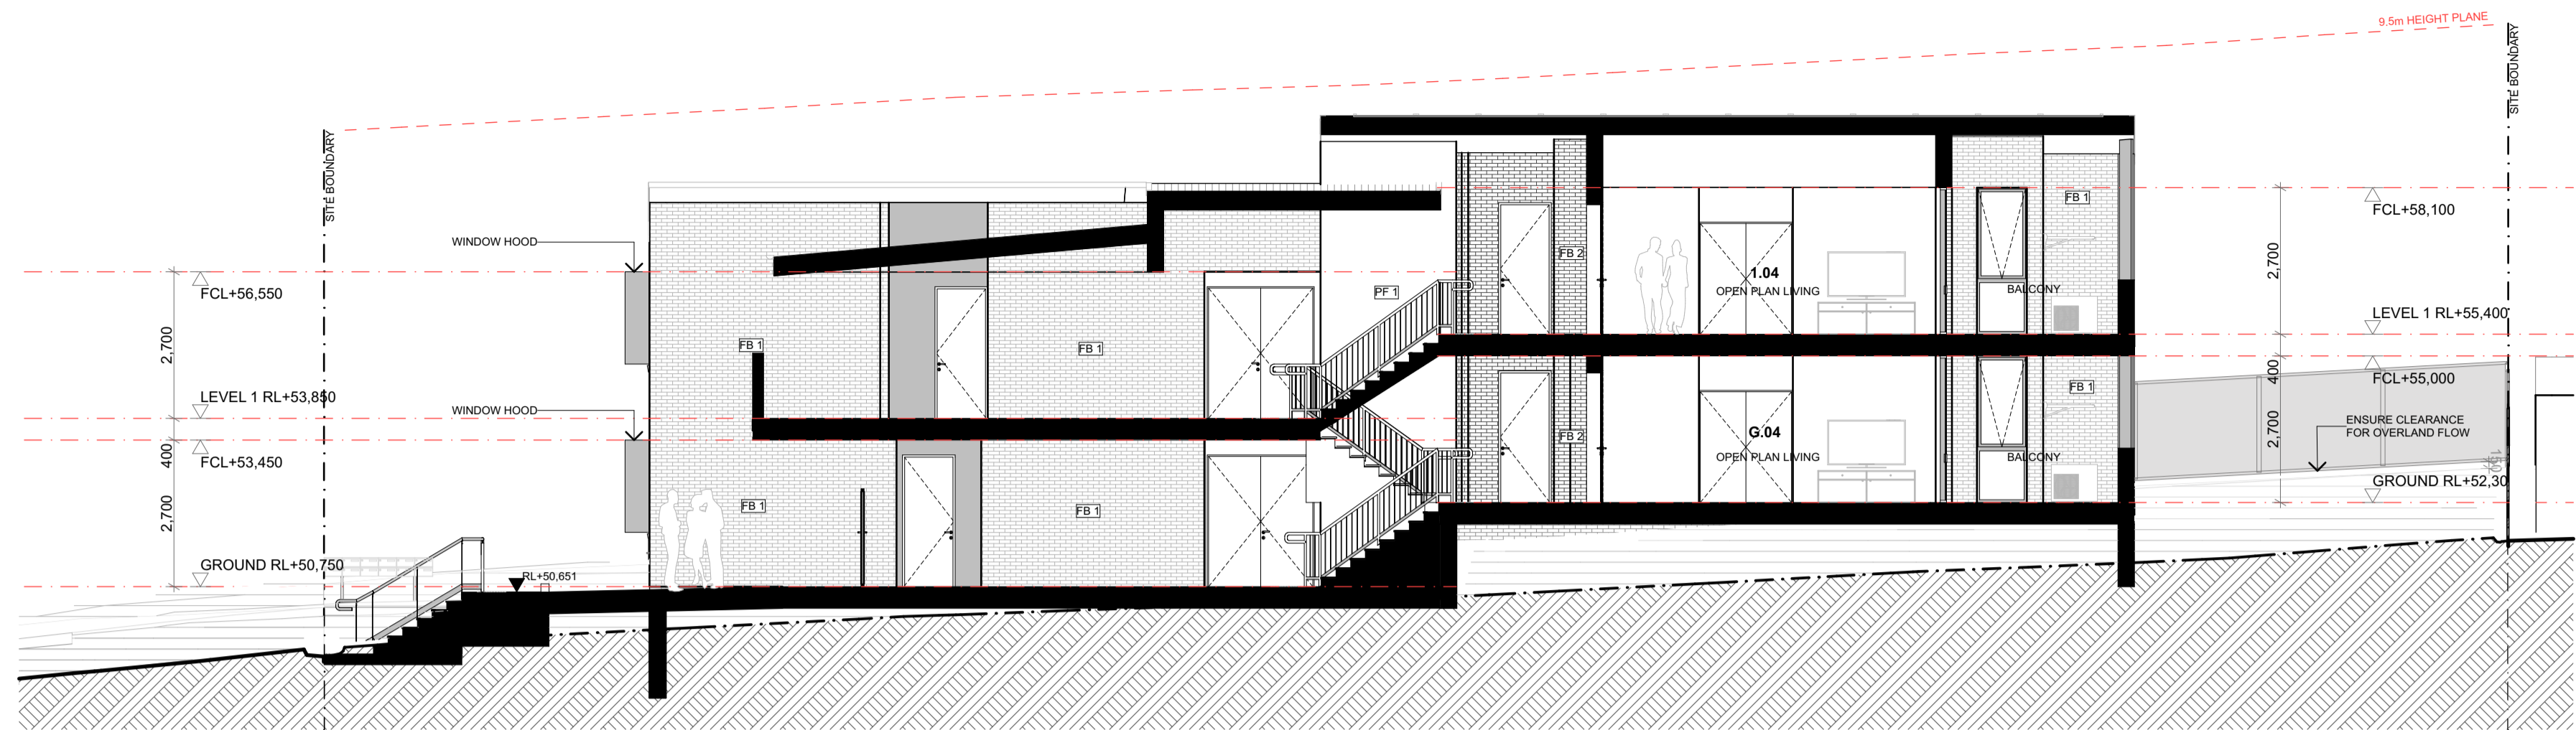 9.5m HEIGHT PLANE
SITE BOUNDARY
SITE BOUNDARY
WINDOW HOOD
FCL+56,550
2,700
FB 1
FB 1
LEVEL 1 RL+53,850
WINDOW HOOD
400
FCL+53,450
2,700
FB 1
FB 1
GROUND RL+50,750
RL+50,651
PF 1
FB 2
1.04
OPEN PLAN LIVING
BALCONY
FB 1
FCL+58,100
2,700
LEVEL 1 RL+55,400
400
FCL+55,000
FB 1
2,700
ENSURE CLEARANCE
FOR OVERLAND FLOW
FB 2
G.04
OPEN PLAN LIVING
BALCONY
150
GROUND RL+52,30